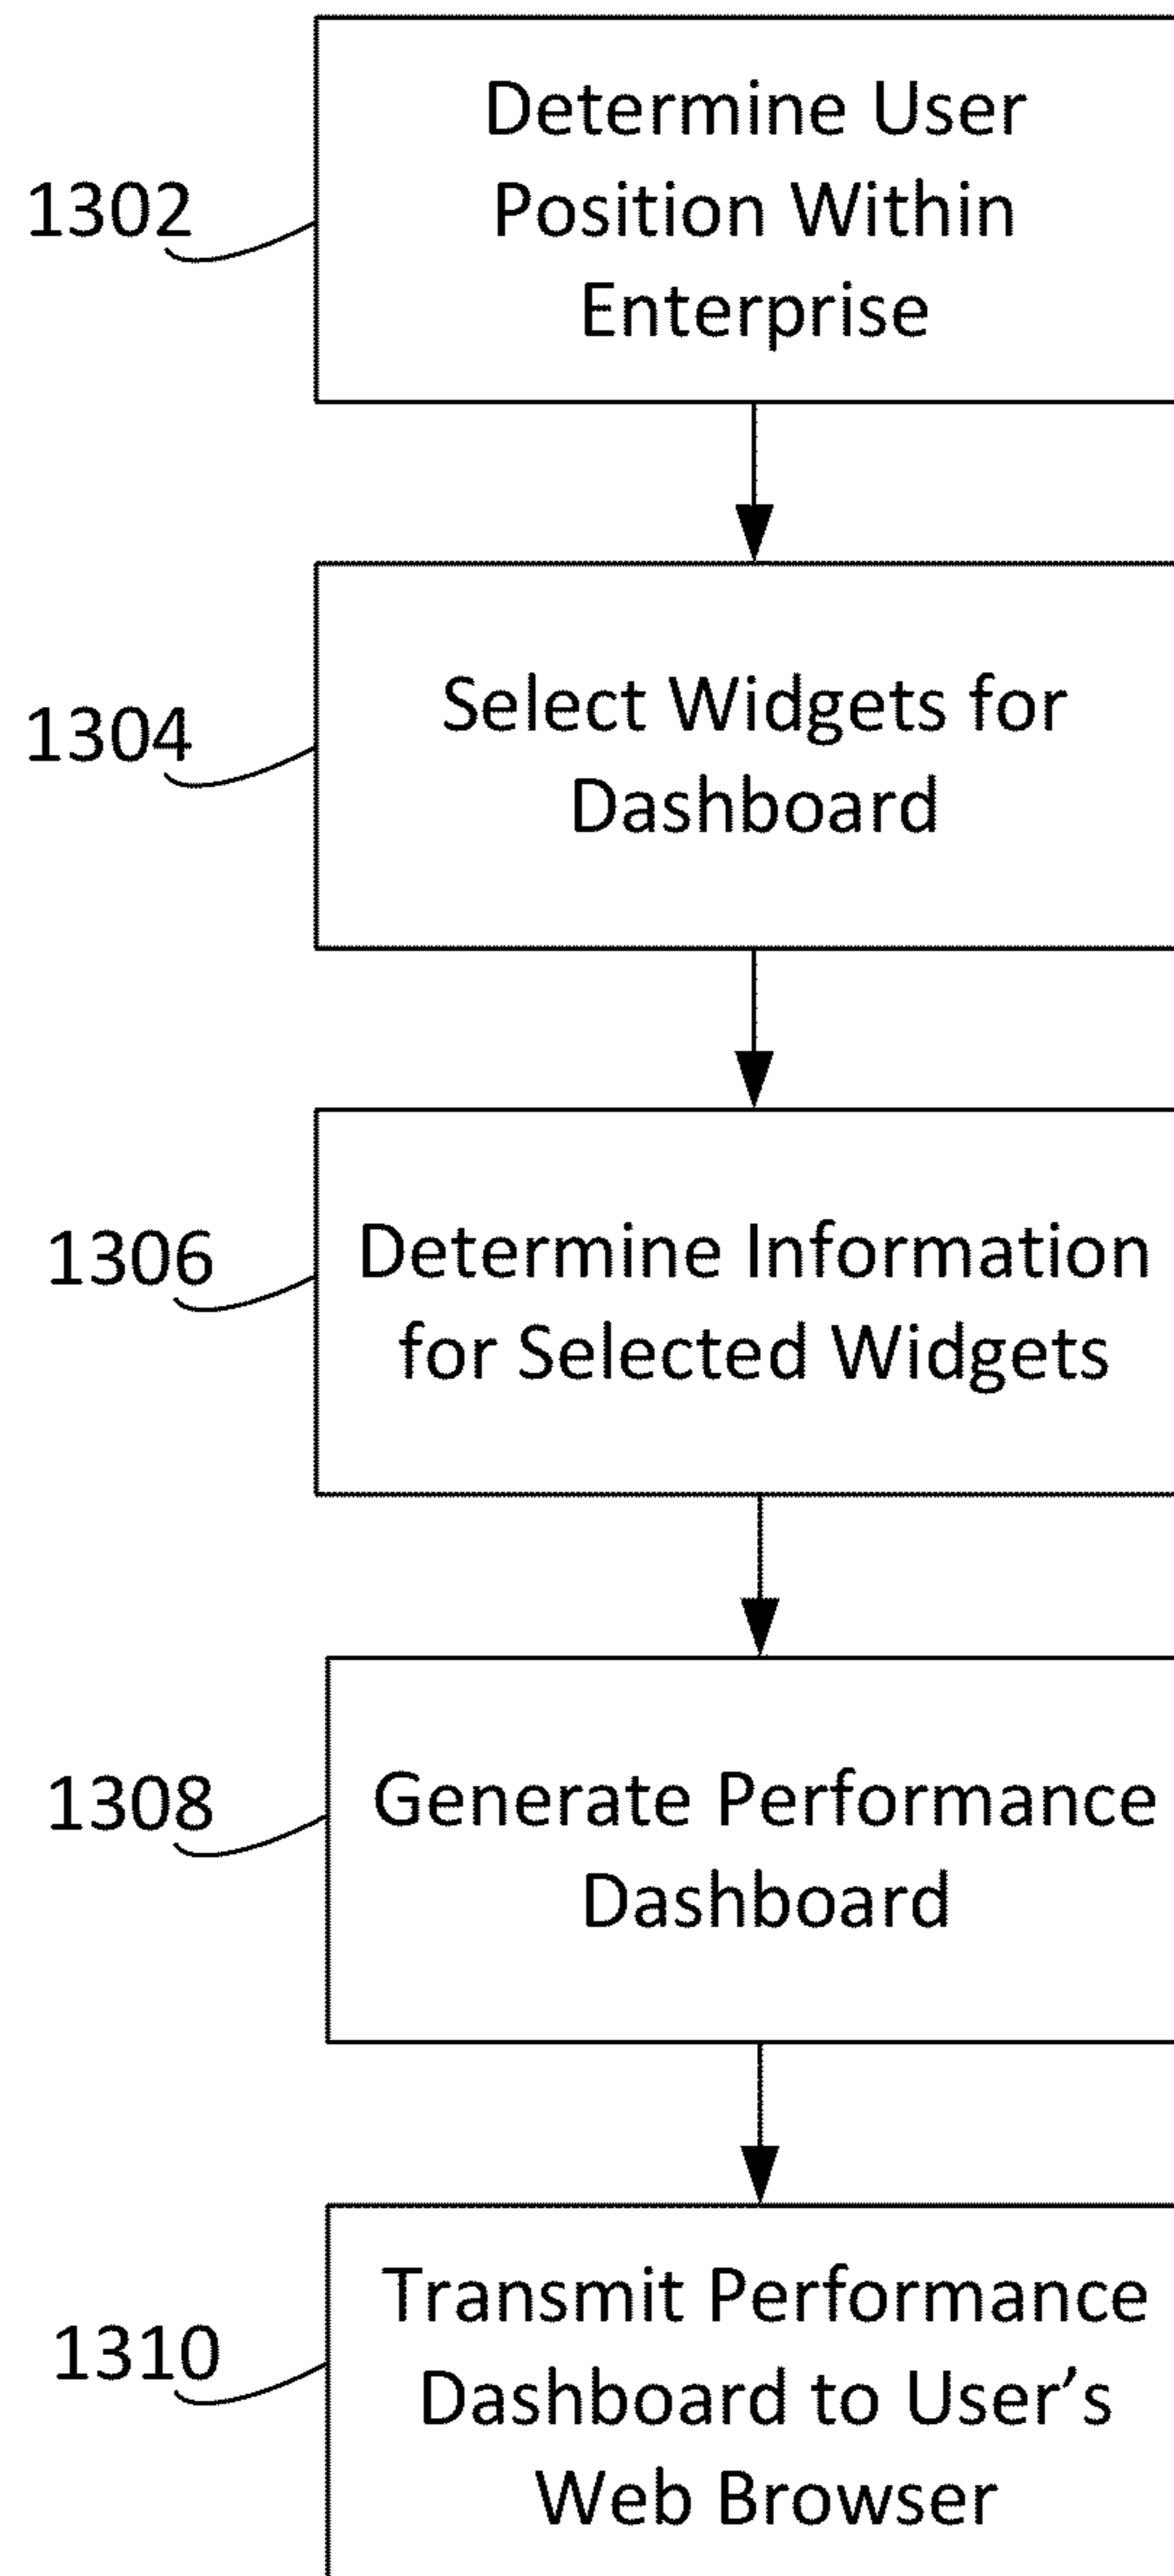 Determine User
1302
Position Within
Enterprise
Select Widgets for
1304
Dashboard
1306
Determine Information
for Selected Widgets
1308
Generate Performance
Dashboard
Transmit Performance
1310
Dashboard to User’s
Web Browser